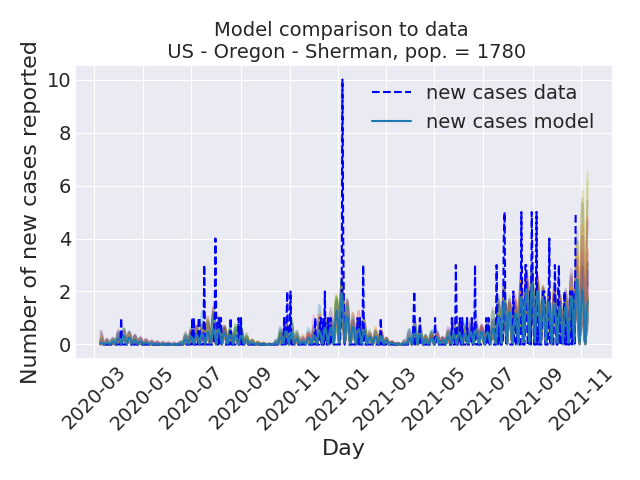 Model comparison to data
US - Oregon - Sherman, pop. = 1780
Number of new cases reported
10
8
6
4
2
0
new cases data
new cases model
2020-03
2020-05
2020-07
2020-09
2020-11
2021-01
2021-03
2021-05
2021-07
2021-09
2021-11
Day